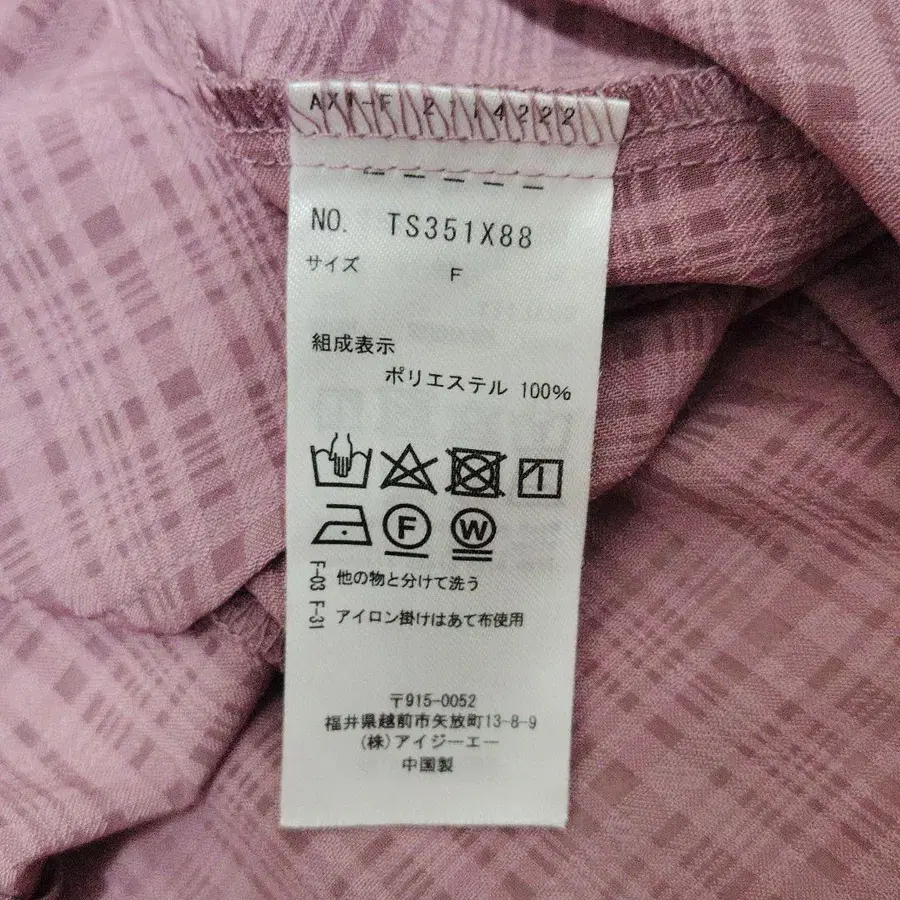 AXI-F 2114222
NO. TS351X88
サイズ F
組成表示
ポリエステル 100%
F
W
F-03 他の物と分けて洗う
F-31 アイロン掛けはあて布使用
〒915-0052
福井県越前市矢放町13-8-9
(株)アイジーエー
中国製